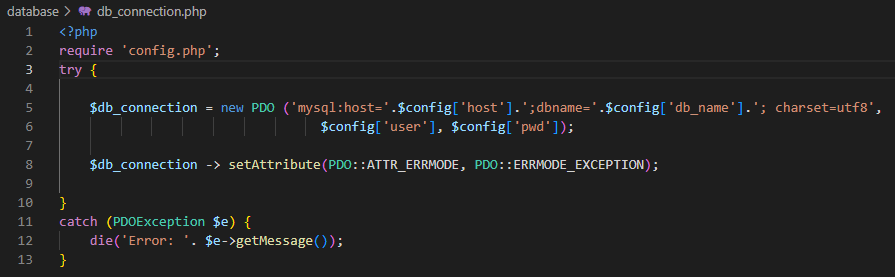 database > db_connection.php
1 <?php
2 require 'config.php';
3 try {
4
5 $db_connection = new PDO ('mysql:host='.$config['host'].';dbname='.$config['db_name'].'; charset=utf8',
6 $config['user'], $config['pwd']);
7
8 $db_connection -> setAttribute(PDO::ATTR_ERRMODE, PDO::ERRMODE_EXCEPTION);
9
10 }
11 catch (PDOException $e) {
12 die('Error: '. $e->getMessage());
13 }